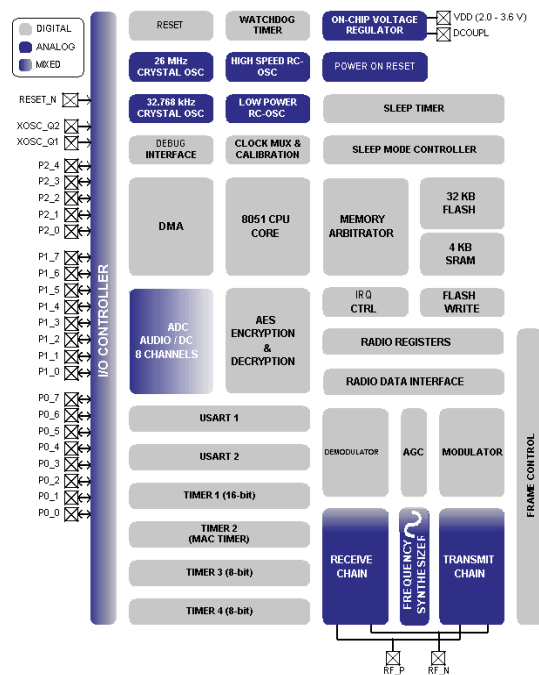 DIGITAL
ANALOG
MIXED
RESET
WATCHDOG
TIMER
ON-CHIP VOLTAGE
REGULATOR
VDD (2.0 - 3.6 V)
DCOUPL
26 MHz
CRYSTAL OSC
HIGH SPEED RC-
OSC
POWER ON RESET
RESET_N
32.768 kHz
CRYSTAL OSC
LOW POWER
RC-OSC
SLEEP TIMER
XOSC_Q2
XOSC_Q1
DEBUG
INTERFACE
CLOCK MUX &
CALIBRATION
SLEEP MODE CONTROLLER
P2_4
P2_3
P2_2
P2_1
P2_0
DMA
8051 CPU
CORE
MEMORY
ARBITRATOR
32 KB
FLASH
4 KB
SRAM
P1_7
P1_6
P1_5
P1_4
P1_3
P1_2
P1_1
P1_0
I/O CONTROLLER
ADC
AUDIO / DC
8 CHANNELS
AES
ENCRYPTION
&
DECRYPTION
IRQ
CTRL
FLASH
WRITE
RADIO REGISTERS
RADIO DATA INTERFACE
P0_7
P0_6
P0_5
P0_4
P0_3
P0_2
P0_1
P0_0
USART 1
USART 2
TIMER 1 (16-bit)
TIMER 2
(MAC TIMER)
TIMER 3 (8-bit)
TIMER 4 (8-bit)
DEMODULATOR
AGC
MODULATOR
FRAME CONTROL
RECEIVE
CHAIN
FREQUENCY
SYNTHESIZER
TRANSMIT
CHAIN
RF_P
RF_N